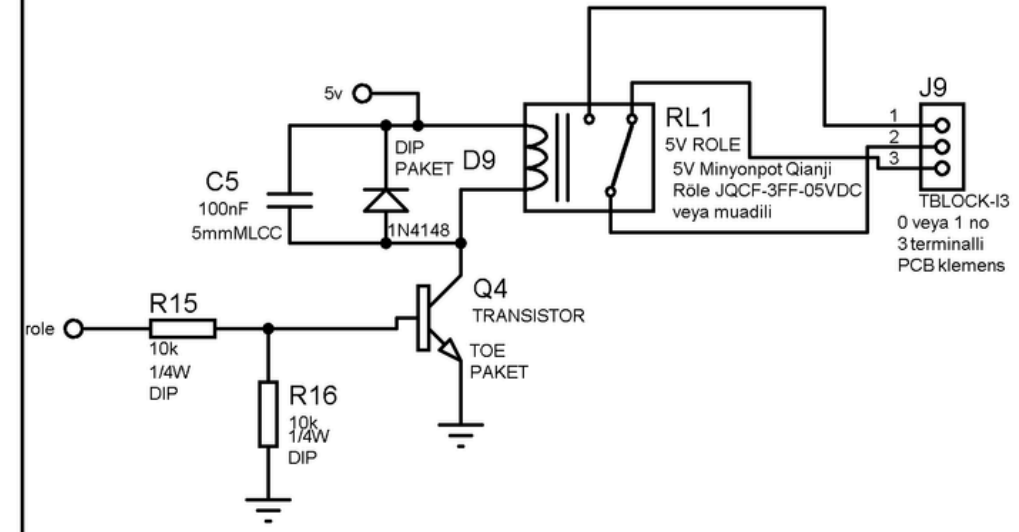 5v
DIP
PAKET
D9
C5
100nF
5mmMLCC
1N4148
RL1
5V ROLE
5V Minyonpot Qianji
Röle JQCF-3FF-05VDC
veya muadili
J9
1
2
3
TBLOCK-I3
0 veya 1 no
3 terminalli
PCB klemens
role
R15
10k
1/4W
DIP
R16
10k
1/4W
DIP
Q4
TRANSISTOR
TOE
PAKET